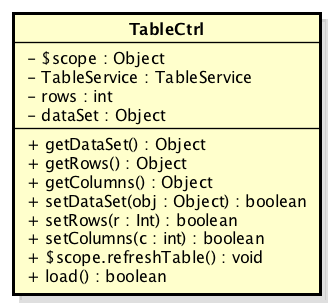 TableCtrl
– $scope : Object
– TableService : TableService
– rows : int
– dataSet : Object
+ getDataSet() : Object
+ getRows() : Object
+ getColumns() : Object
+ setDataSet(obj : Object) : boolean
+ setRows(r : Int) : boolean
+ setColumns(c : int) : boolean
+ $scope.refreshTable() : void
+ load() : boolean